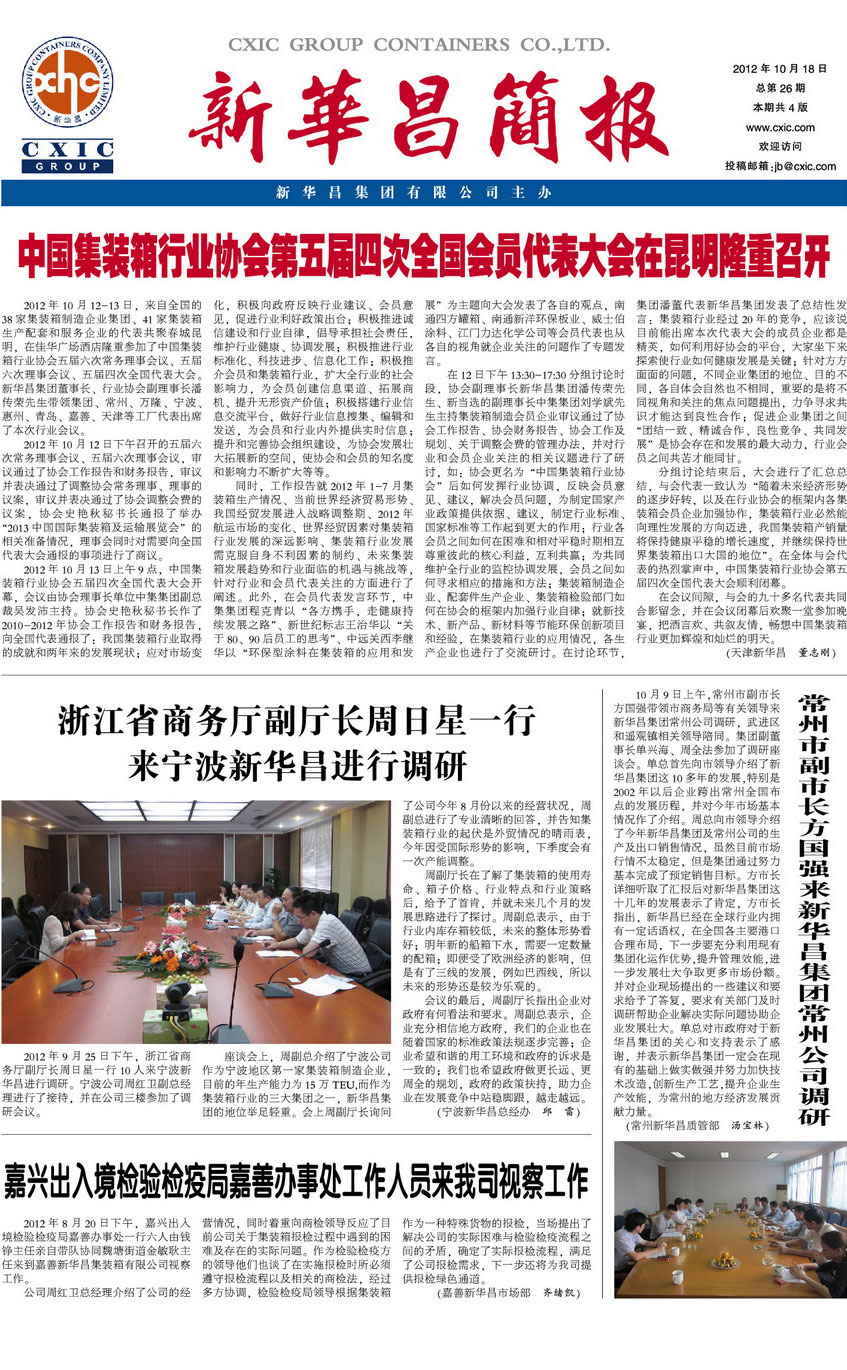 CXIC GROUP CONTAINERS COMPANY LIMITED
xhc
新华昌
CXIC
GROUP
CXIC GROUP CONTAINERS CO.,LTD.
新華昌简报
2012 年 10 月 18 日
总第 26 期
本期共 4 版
www.cxic.com
欢迎访问
投稿邮箱:jb@cxic.com
新华昌集团有限公司主办
中国集装箱行业协会第五届四次全国会员代表大会在昆明隆重召开
2012 年 10 月 12-13 日，来自全国的
38 家集装箱制造企业集团、41 家集装箱
生产配套和服务企业的代表共聚春城昆
明，在佳华广场酒店隆重参加了中国集装
箱行业协会五届六次常务理事会议、五届
六次理事会议、五届四次全国代表大会。
新华昌集团董事长、行业协会副理事长潘
传荣先生带领集团、常州、万隆、宁波、
惠州、青岛、嘉善、天津等工厂代表出席
了本次行业会议。
2012 年 10 月 12 日下午召开的五届六
次常务理事会议、五届六次理事会议，审
议通过了协会工作报告和财务报告，审议
并表决通过了调整协会常务理事、理事的
议案，审议并表决通过了协会调整会费的
议案，协会史艳秋秘书长通报了举办
“2013 中国国际集装箱及运输展览会”的
相关准备情况，理事会同时对需要向全国
代表大会通报的事项进行了商议。
2012 年 10 月 13 日上午 9 点，中国集
装箱行业协会五届四次全国代表大会开
幕，会议由协会理事长单位中集集团副总
裁吴发沛主持。协会史艳秋秘书长作了
2010-2012 年协会工作报告和财务报告，
向全国代表通报了：我国集装箱行业取得
的成就和两年来的发展现状；应对市场变
化，积极向政府反映行业建议、会员意
见，促进行业利好政策出台；积极推进诚
信建设和行业自律，倡导承担社会责任，
维护行业健康、协调发展；积极推进行业
标准化、科技进步、信息化工作；积极推
介会员和集装箱行业，扩大全行业的社会
影响力，为会员创建信息渠道、拓展商
机、提升无形资产价值；积极搭建行业信
息交流平台，做好行业信息搜集、编辑和
发送，为会员和行业内外提供实时信息；
提升和完善协会组织建设，为协会发展壮
大拓展新的空间，使协会和会员的知名度
和影响力不断扩大等等。
同时，工作报告就 2012 年 1-7 月集
装箱生产情况、当前世界经济贸易形势、
我国经贸发展进入战略调整期、2012 年
航运市场的变化、世界经贸因素对集装箱
行业发展的深远影响、集装箱行业发展
需克服自身不利因素的制约、未来集装
箱发展趋势和行业面临的机遇与挑战等，
针对行业和会员代表关注的方面进行了
阐述。此外，在会员代表发言环节，中
集集团程克青以“各方携手，走健康持
续发展之路”、新世纪标志王治华以“关
于 80、90 后员工的思考”、中远关西李继
华以“环保型涂料在集装箱的应用和发
展”为主题向大会发表了各自的观点，南
通四方罐箱、南通新洋环保板业、威士伯
涂料、江门力达化学公司等会员代表也从
各自的视角就企业关注的问题作了专题发
言。
在 12 日下午 13:30-17:30 分组讨论时
段，协会副理事长新华昌集团潘传荣先
生、新当选的副理事长中集集团刘学斌先
生主持集装箱制造会员企业审议通过了协
会工作报告、协会财务报告、协会工作及
规划、关于调整会费的管理办法，并对行
业和会员企业关注的相关议题进行了研
讨，如：协会更名为“中国集装箱行业协
会”后如何发挥行业协调，反映会员意
见、建议，解决会员问题，为制定国家产
业政策提供依据、建议，制定行业标准、
国家标准等工作起到更大的作用；行业各
会员之间如何在困难和相对平稳时期相互
尊重彼此的核心利益，互利共赢；为共同
维护全行业的监控协调发展，会员之间如
何寻求相应的措施和方法；集装箱制造企
业、配套件生产企业、集装箱检验部门如
何在协会的框架内加强行业自律；就新技
术、新产品、新材料等节能环保创新项目
和经验，在集装箱行业的应用情况，各生
产企业也进行了交流研讨。在讨论环节，
集团潘董代表新华昌集团发表了总结性发
言：集装箱行业经过 20 年的竞争，应该说
目前能出席本次代表大会的成员企业都是
精英，如何利用好协会的平台，大家坐下来
探索使行业如何健康发展是关键；针对方方
面面的问题，不同企业集团的地位、目的不
同，各自体会自然也不相同，重要的是将不
同视角和关注的焦点问题提出，力争寻求共
识才能达到良性合作；促进企业集团之间
“团结一致、精诚合作、良性竞争、共同发
展”是协会存在和发展的最大动力，行业会
员之间共苦才能同甘。
分组讨论结束后，大会进行了汇总总
结，与会代表一致认为“随着未来经济形势
的逐步好转，以及在行业协会的框架内各集
装箱会员企业加强协作，集装箱行业必然能
向理性发展的方向迈进，我国集装箱产销量
将保持健康平稳的增长速度，并继续保持世
界集装箱出口大国的地位”。在全体与会代
表的热烈掌声中，中国集装箱行业协会第五
届四次全国代表大会顺利闭幕。
在会议间隙，与会的九十多名代表共同
合影留念，并在会议闭幕后欢聚一堂参加晚
宴，把酒言欢、共叙友情，畅想中国集装箱
行业更加辉煌和灿烂的明天。
（天津新华昌　董志刚）
浙江省商务厅副厅长周日星一行
来宁波新华昌进行调研
2012 年 9 月 25 日下午，浙江省商
务厅副厅长周日星一行 10 人来宁波新
华昌进行调研。宁波公司周红卫副总经
理进行了接待，并在公司三楼参加了调
研会议。
座谈会上，周副总介绍了宁波公司
作为宁波地区第一家集装箱制造企业，
目前的年生产能力为 15 万 TEU,而作为
集装箱行业的三大集团之一，新华昌集
团的地位举足轻重。会上周副厅长询问
了公司今年 8 月份以来的经营状况，周
副总进行了专业清晰的回答，并告知集
装箱行业的起伏是外贸情况的晴雨表，
今年因受国际形势的影响，下季度会有
一次产能调整。
周副厅长在了解了集装箱的使用寿
命、箱子价格、行业特点和行业策略
后，给予了首肯，并就未来几个月的发
展思路进行了探讨。周副总表示，由于
行业内库存箱较低，未来的整体形势看
好；明年新的船箱下水，需要一定数量
的配箱；即便受了欧洲经济的影响，但
是有了三线的发展，例如巴西线，所以
未来的形势还是较为乐观的。
会议的最后，周副厅长指出企业对
政府有何看法和要求。周副总表示，企
业充分相信地方政府，我们的企业也在
随着国家的标准政策法规逐步完善；企
业希望和谐的用工环境和政府的诉求是
一致的；我们也希望政府做更长远、更
周全的规划，政府的政策扶持，助力企
业在发展竞争中站稳脚跟，越走越远。
（宁波新华昌总经办　邱　雷）
常州市副市长方国强来新华昌集团常州公司调研
10 月 9 日上午,常州市副市长
方国强带领市商务局等有关领导来
新华昌集团常州公司调研，武进区
和遥观镇相关领导陪同。集团副董
事长单兴海、周全法参加了调研座
谈会。单总首先向市领导介绍了新
华昌集团这 10 多年的发展,特别是
2002 年以后企业跨出常州全国布
点的发展历程，并对今年市场基本
情况作了介绍。周总向市领导介绍
了今年新华昌集团及常州公司的生
产及出口销售情况，虽然目前市场
行情不太稳定，但是集团通过努力
基本完成了预定销售目标。方市长
详细听取了汇报后对新华昌集团这
十几年的发展表示了肯定，方市长
指出，新华昌已经在全球行业内拥
有一定话语权，在全国各主要港口
合理布局，下一步要充分利用现有
集团化运作优势,提升管理效能,进
一步发展壮大争取更多市场份额。
并对企业现场提出的一些建议和要
求给予了答复，要求有关部门及时
调研帮助企业解决实际问题协助企
业发展壮大。单总对市政府对于新
华昌集团的关心和支持表示了感
谢，并表示新华昌集团一定会在现
有的基础上做实做强并努力加快技
术改造,创新生产工艺,提升企业生
产效能，为常州的地方经济发展贡
献力量。
（常州新华昌质管部　汤宝林）
嘉兴出入境检验检疫局嘉善办事处工作人员来我司视察工作
2012 年 8 月 20 日下午，嘉兴出入
境检验检疫局嘉善办事处一行六人由钱
铮主任亲自带队协同魏塘街道金敏耿主
任来到嘉善新华昌集装箱有限公司视察
工作。
公司周红卫总经理介绍了公司的经
营情况，同时着重向商检领导反应了目
前公司关于集装箱报检过程中遇到的困
难及存在的实际问题。作为检验检疫方
的领导他们也谈了在实施报检时所必须
遵守报检流程以及相关的商检法，经过
多方协调，检验检疫局领导根据集装箱
作为一种特殊货物的报检，当场提出了
解决公司的实际困难与检验检疫流程之
间的矛盾，确定了实际报检流程，满足
了公司报检需求，下一步还将为我司提
供报检绿色通道。
（嘉善新华昌市场部　齐绪凯）